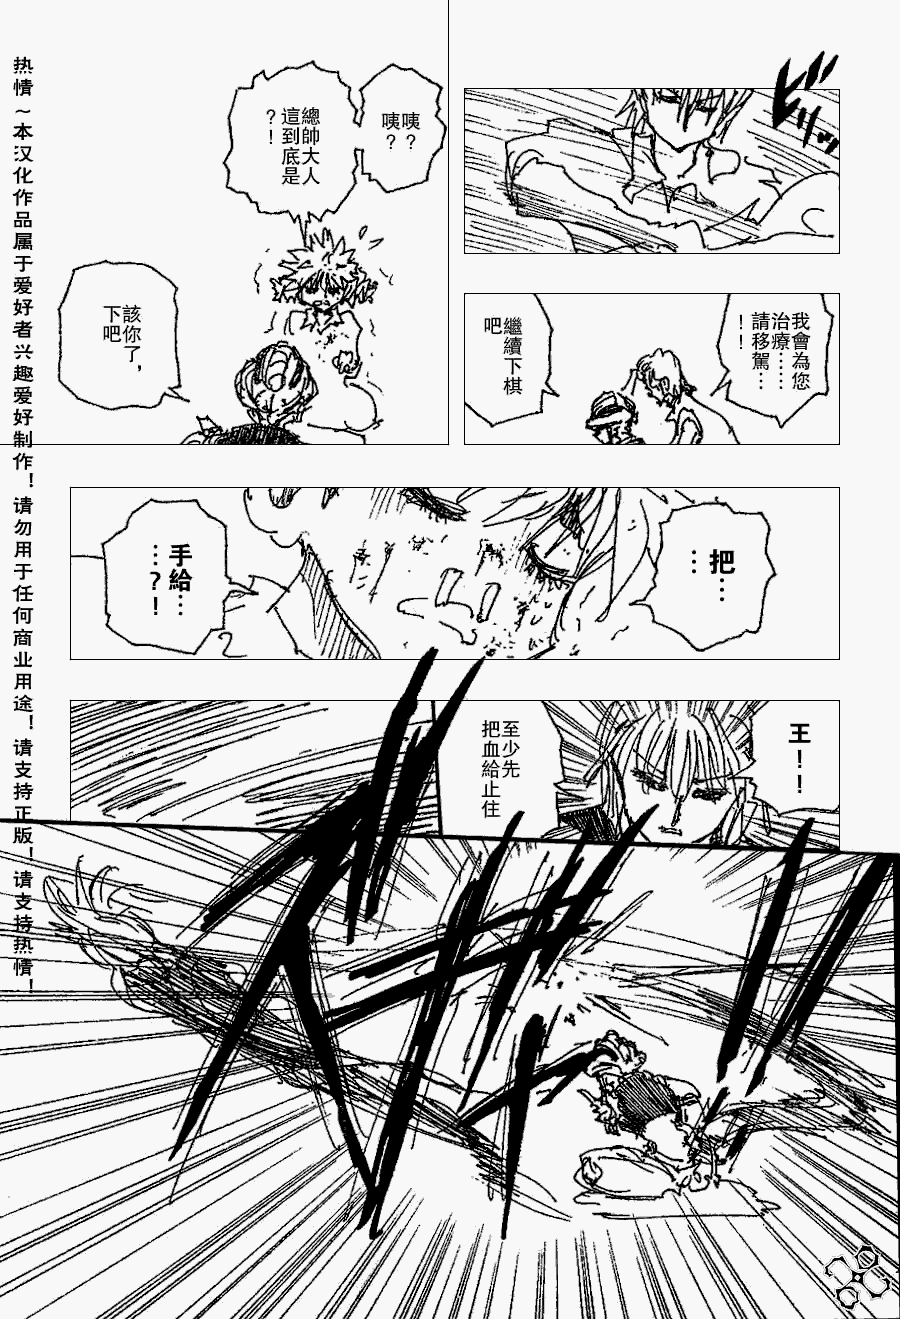 热情～本汉化作品属于爱好者兴趣爱好制作！请勿用于任何商业用途！请支持正版！请支持热情！
ドドッ
我會為您
治療……
請移駕…
！！
繼續下棋
吧
咦？
咦？
總帥大人
這到底是
？！
該你了，
下吧
把…
…
手給…
…？！
王！！
至少先
把血給止住